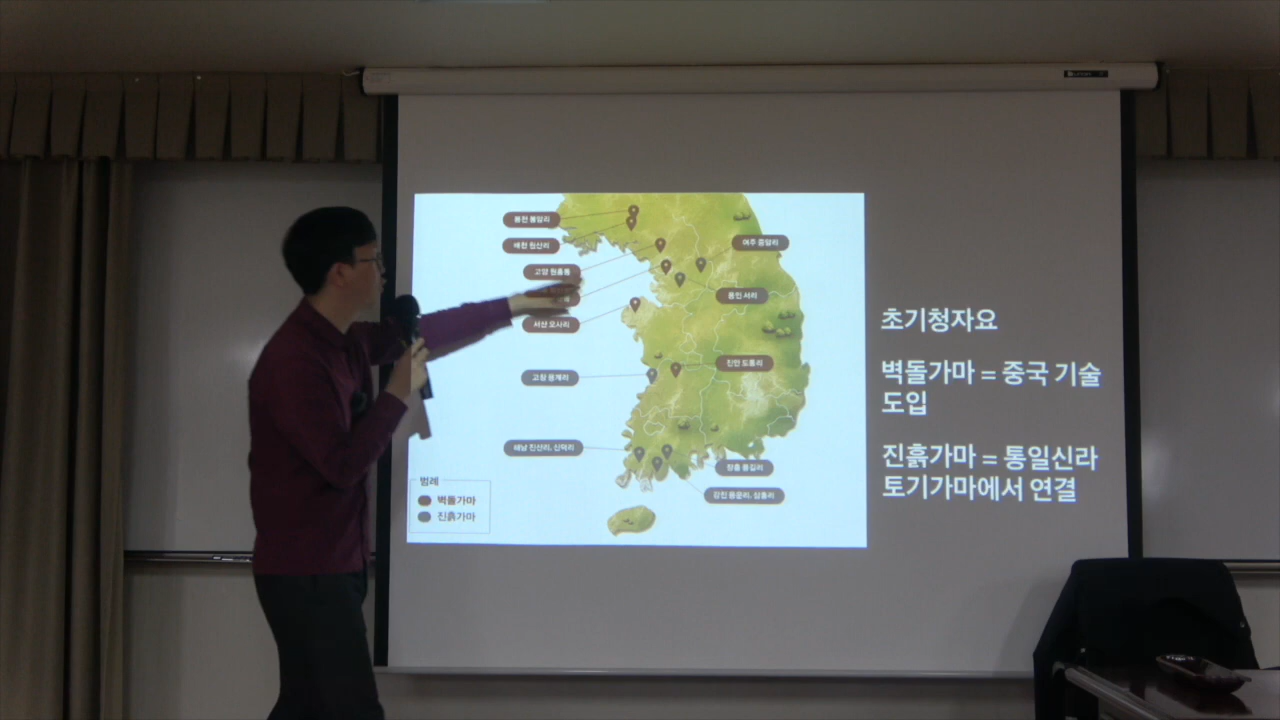 봉천 봉암리
배천 원산리
고양 원흥동
여주 중암리
용인 서리
서산 오사리
진안 도통리
고창 용계리
해남 진산리, 신덕리
장흥 풍길리
강진 용운리, 삼흥리
범례
벽돌가마
진흙가마
초기청자요
벽돌가마 = 중국 기술
도입
진흙가마 = 통일신라
토기가마에서 연결